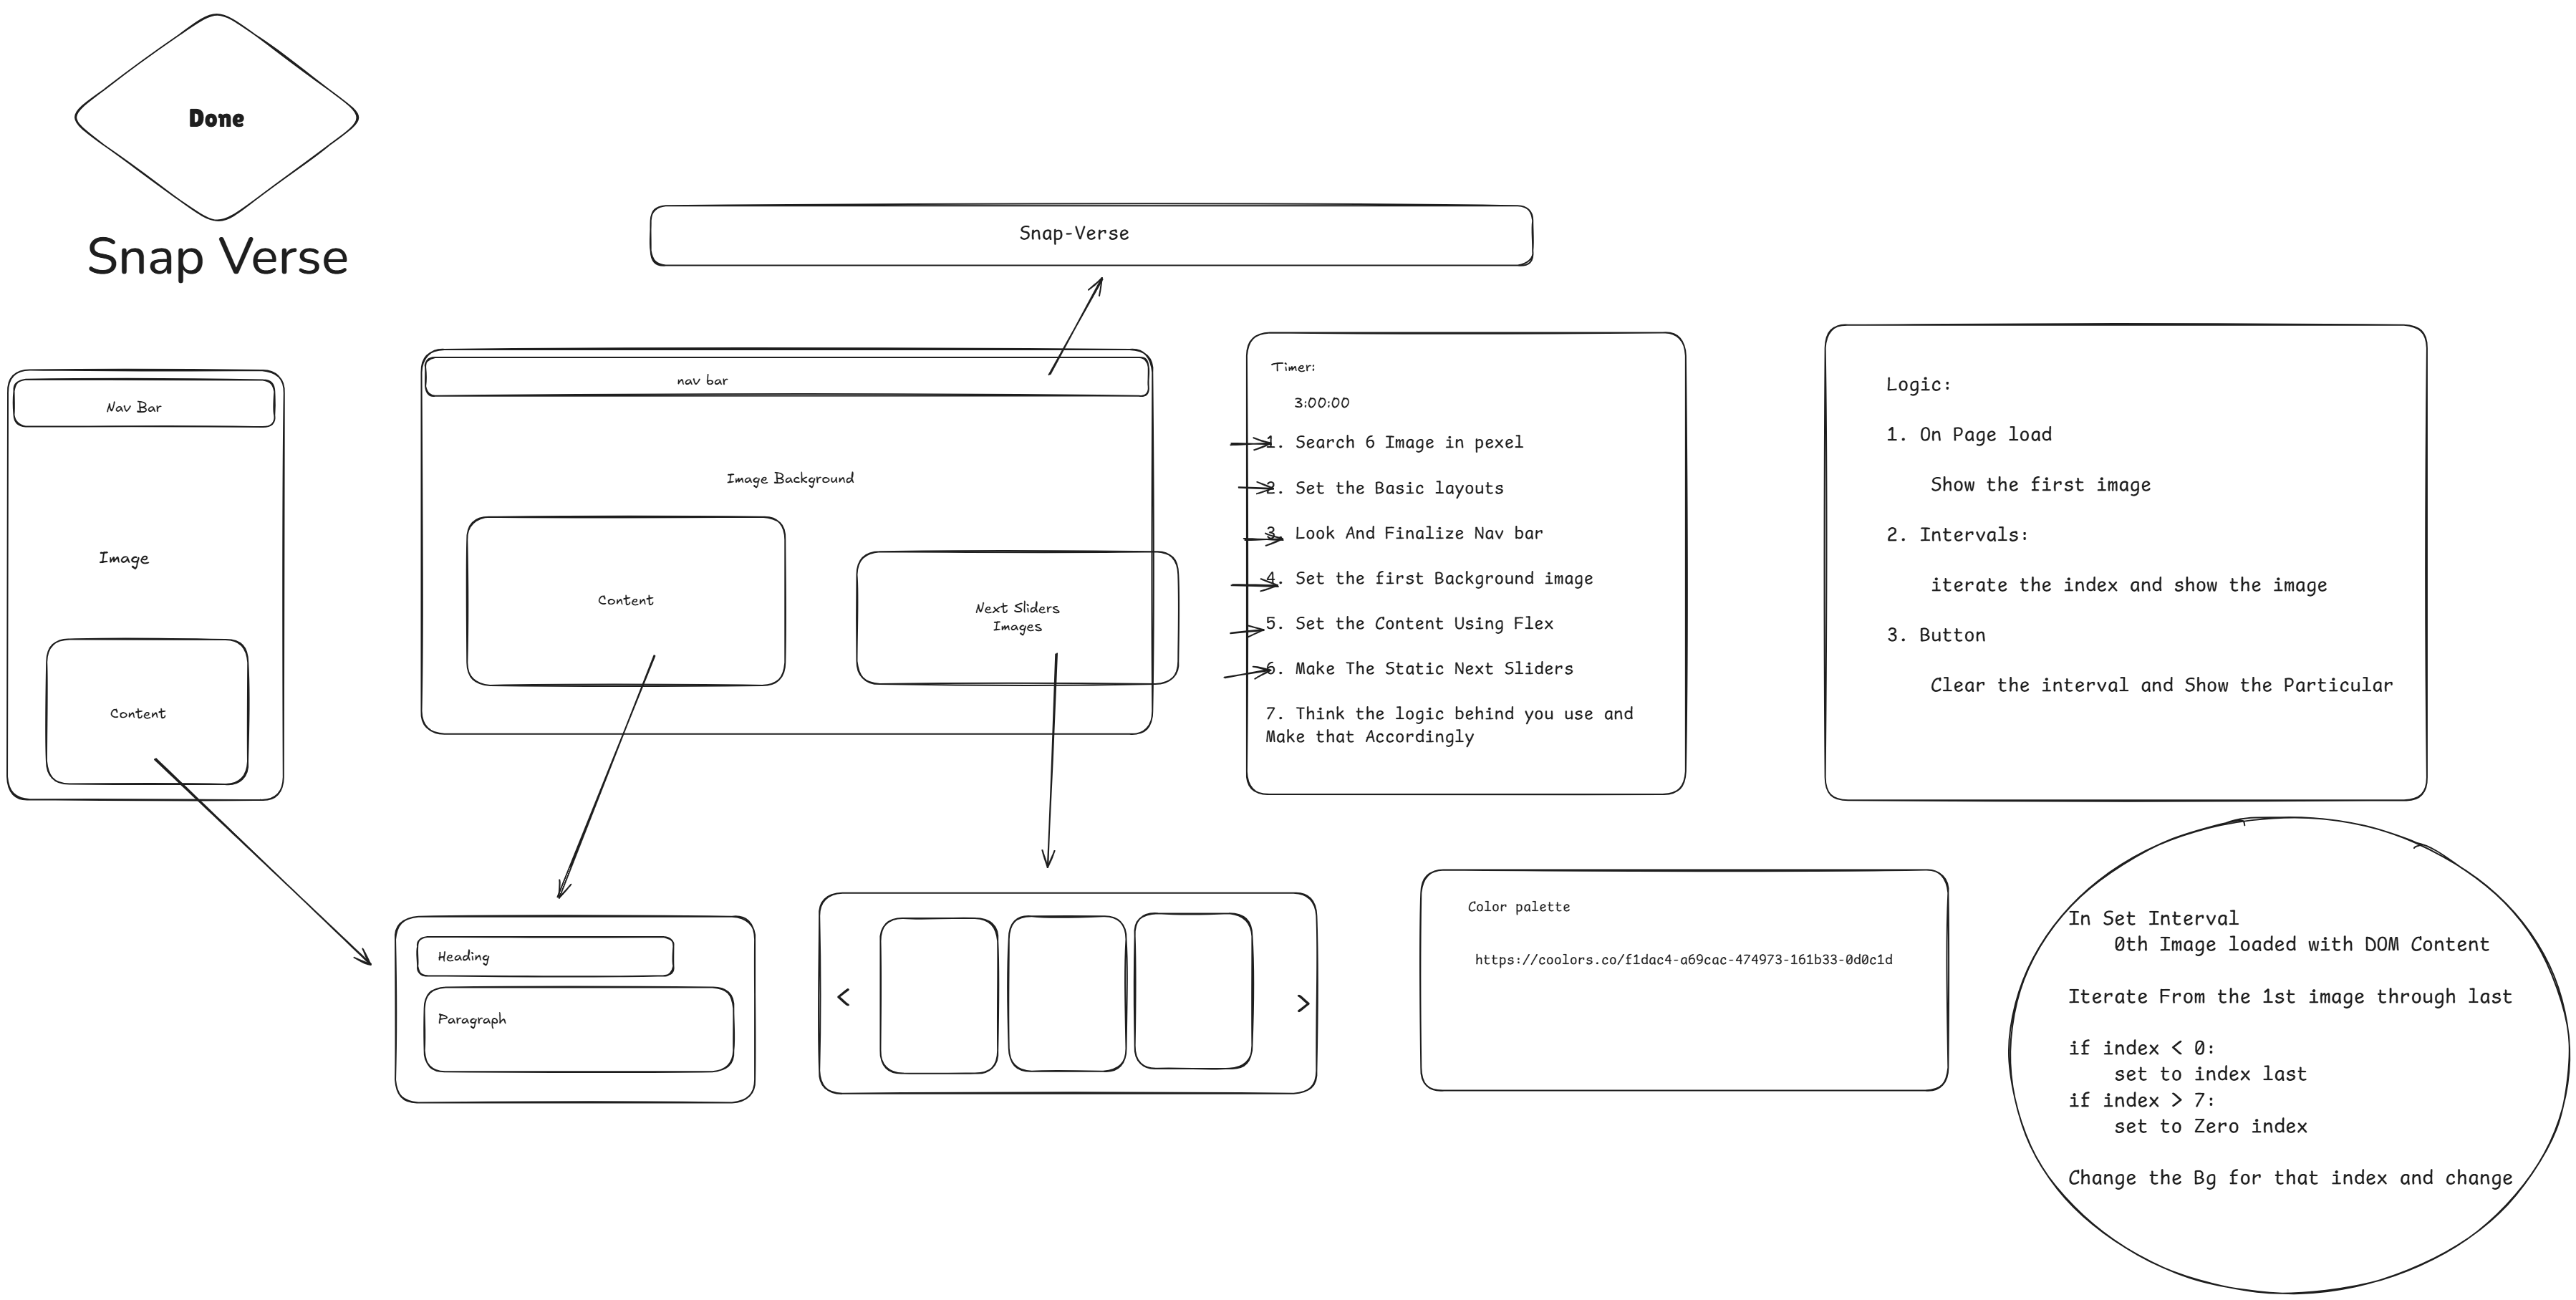 Done
Snap Verse
Snap-Verse
Nav Bar
Image
Content
nav bar
Image Background
Content
Next Sliders
Images
Timer:
3:00:00
1. Search 6 Image in pexel
2. Set the Basic layouts
3. Look And Finalize Nav bar
4. Set the first Background image
5. Set the Content Using Flex
6. Make The Static Next Sliders
7. Think the logic behind you use and
Make that Accordingly
Logic:
1. On Page load
Show the first image
2. Intervals:
iterate the index and show the image
3. Button
Clear the interval and Show the Particular
Heading
Paragraph
<
>
Color palette
https://coolors.co/f1dac4-a69cac-474973-161b33-0d0c1d
In Set Interval
0th Image loaded with DOM Content
Iterate From the 1st image through last
if index < 0:
set to index last
if index > 7:
set to Zero index
Change the Bg for that index and change